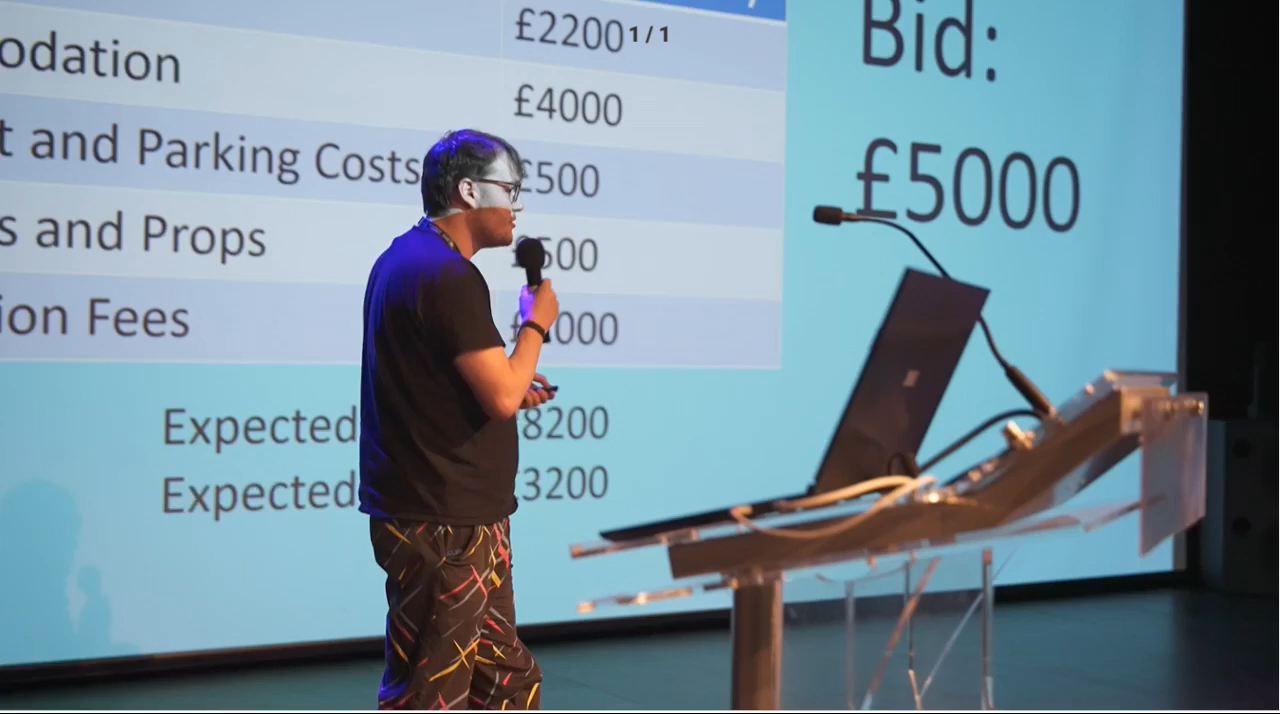 £2200
1 / 1
odation £4000
t and Parking Costs £500
s and Props £500
ion Fees 000
Expected £8200
Expected £3200
Bid:
£5000